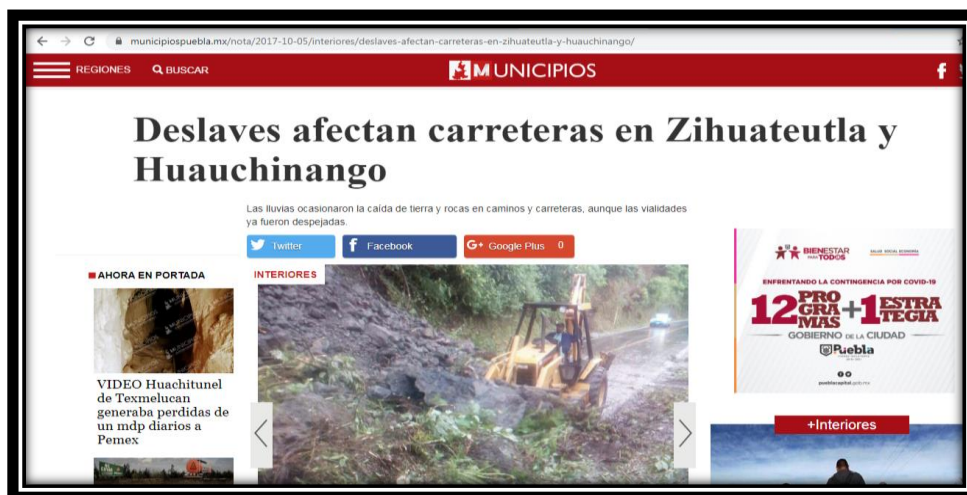 municipiospuebla.mx/nota/2017-10-05/interiores/deslaves-afectan-carreteras-en-zihuateutla-y-huauchinango/
REGIONES BUSCAR MUNICIPIOS
Deslaves afectan carreteras en Zihuateutla y
Huauchinango
Las lluvias ocasionaron la caída de tierra y rocas en caminos y carreteras, aunque las vialidades
ya fueron despejadas.
Twitter Facebook Google Plus 0
AHORA EN PORTADA
VIDEO Huachitunel
de Texmelucan
generaba perdidas de
un mdp diarios a
Pemex
INTERIORES
BIENESTAR
PARA TODOS
SALUD SOCIAL ECONOMÍA
ENFRENTANDO LA CONTINGENCIA POR COVID-19
12 PROGRAMAS +1 ESTRATEGIA
GOBIERNO DE LA CIUDAD
Puebla
pueblacapital.gob.mx
+Interiores